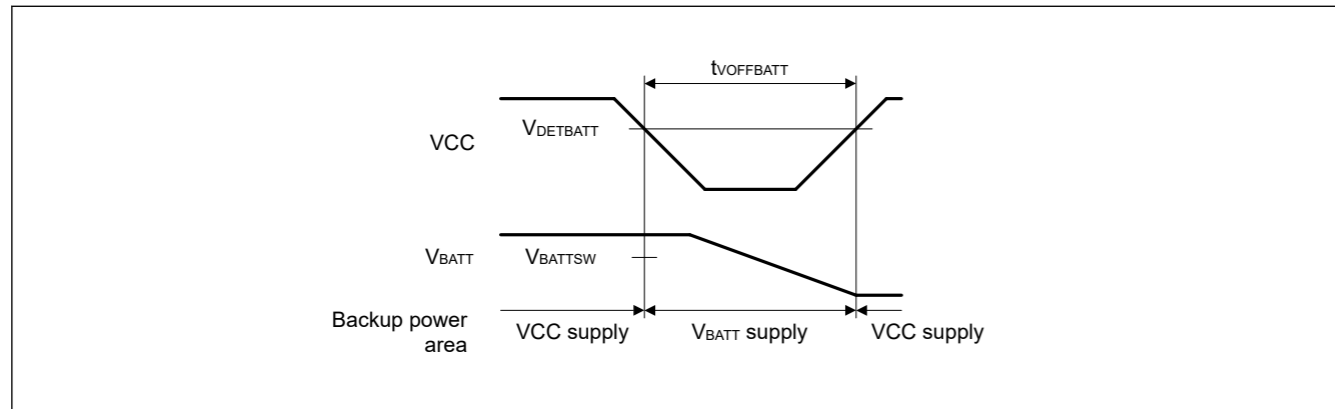 tVOFFBATT
VDETBATT
VCC
VBATT
VBATTSW
Backup power
area
VCC supply
VBATT supply
VCC supply